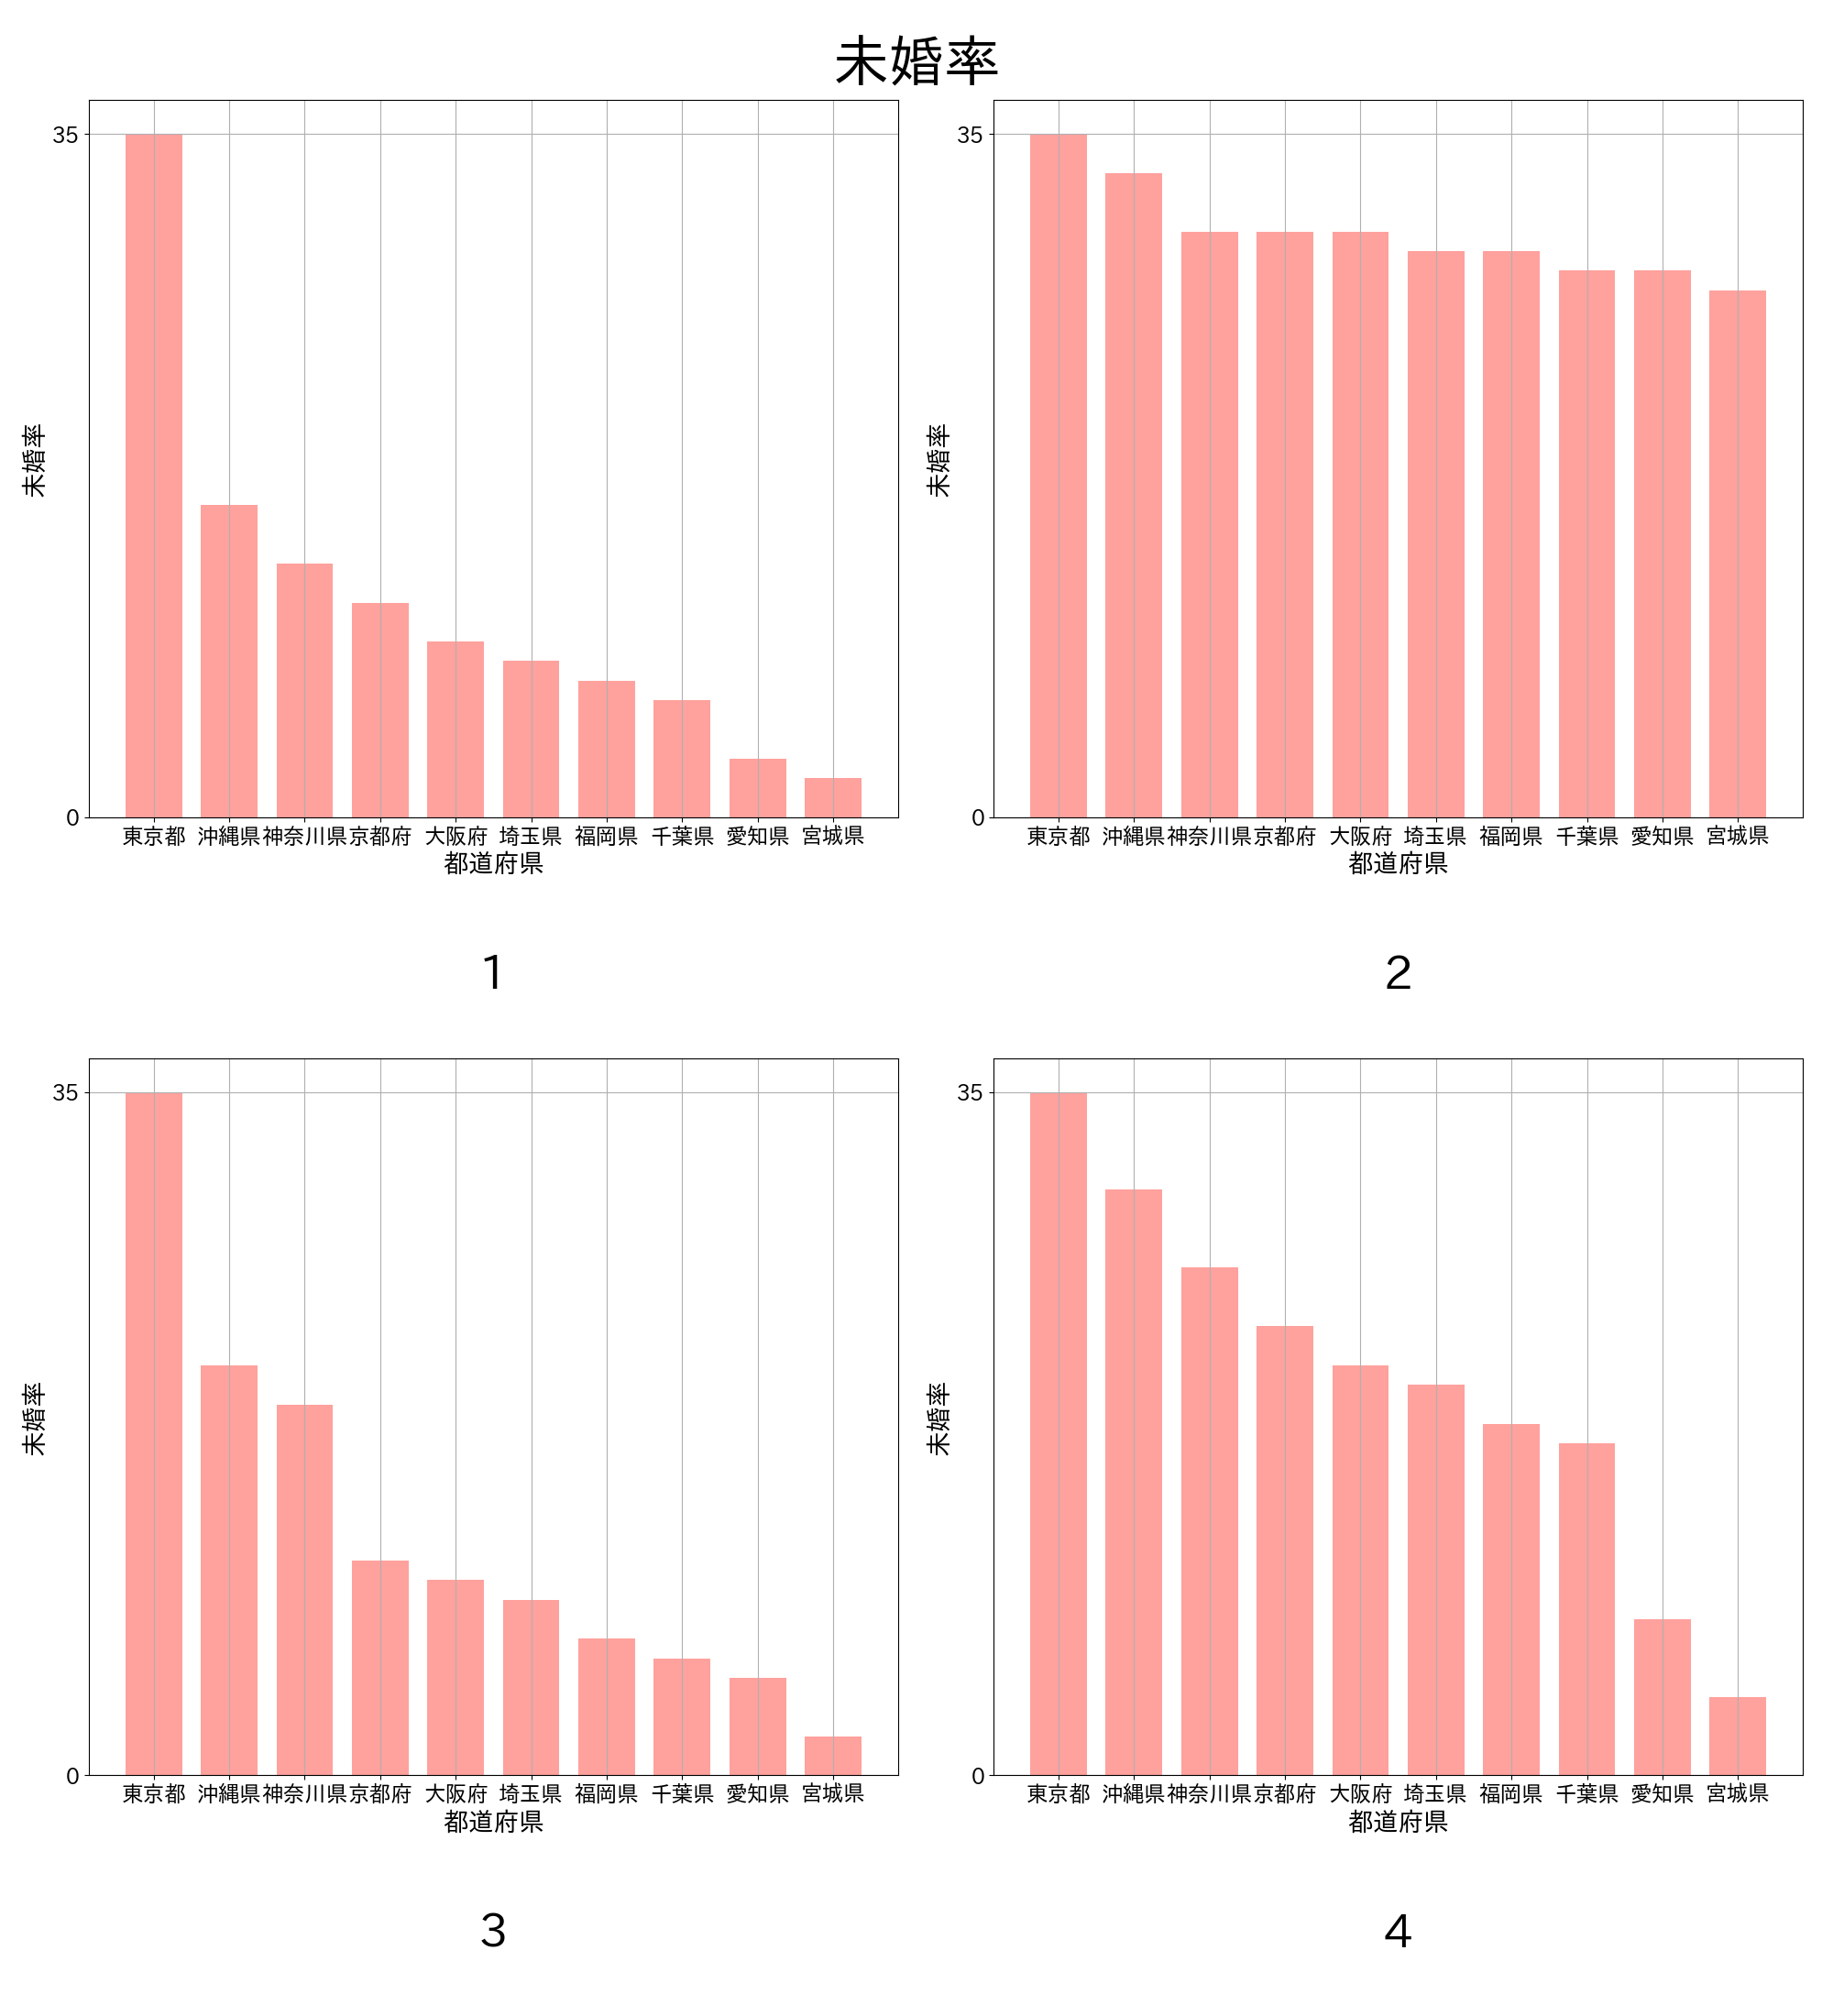 未婚率
35
0
未婚率
東京都 沖縄県 神奈川県 京都府 大阪府 埼玉県 福岡県 千葉県 愛知県 宮城県
都道府県
1
35
0
未婚率
東京都 沖縄県 神奈川県 京都府 大阪府 埼玉県 福岡県 千葉県 愛知県 宮城県
都道府県
2
35
0
未婚率
東京都 沖縄県 神奈川県 京都府 大阪府 埼玉県 福岡県 千葉県 愛知県 宮城県
都道府県
3
35
0
未婚率
東京都 沖縄県 神奈川県 京都府 大阪府 埼玉県 福岡県 千葉県 愛知県 宮城県
都道府県
4